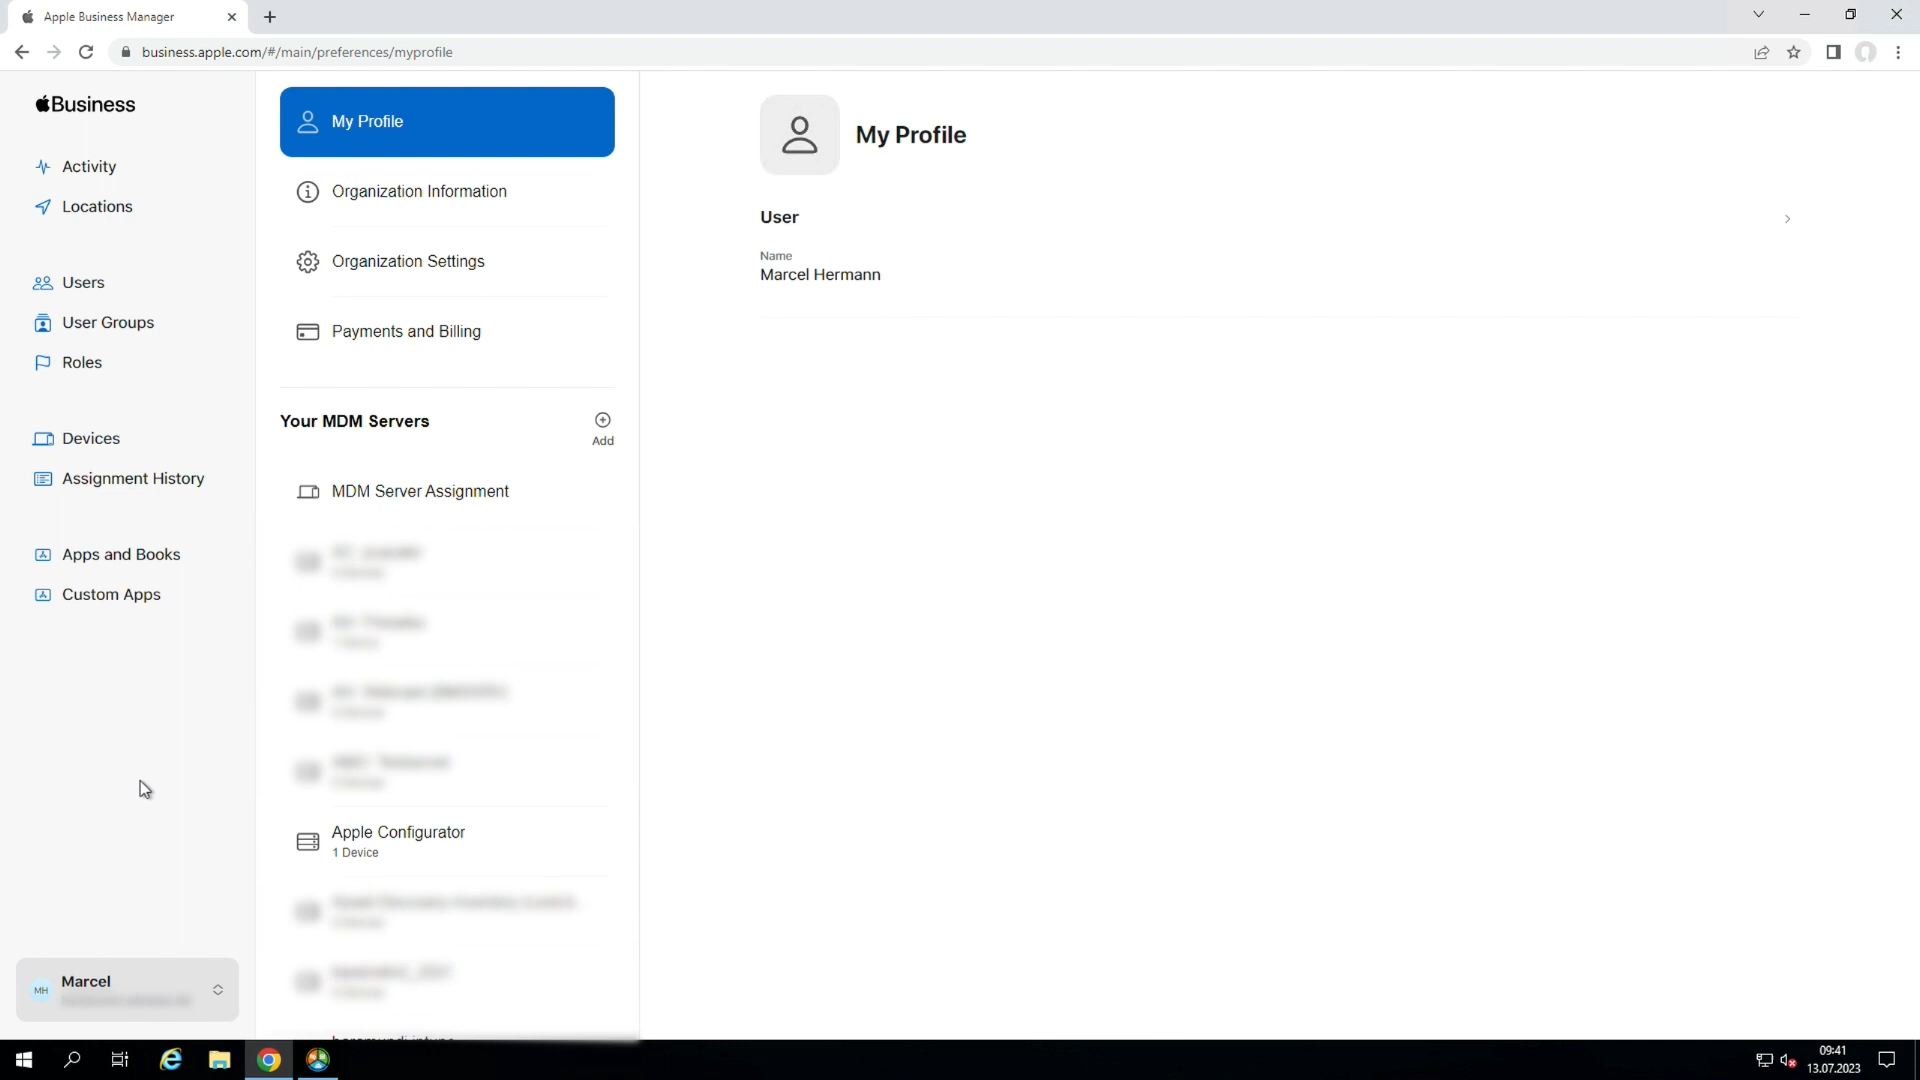 Apple Business Manager
business.apple.com/#/main/preferences/myprofile
Business
Activity
Locations
Users
User Groups
Roles
Devices
Assignment History
Apps and Books
Custom Apps
MH
Marcel
My Profile
Organization Information
Organization Settings
Payments and Billing
Your MDM Servers
Add
MDM Server Assignment
Apple Configurator
1 Device
My Profile
User
Name
Marcel Hermann
09:41
13.07.2023